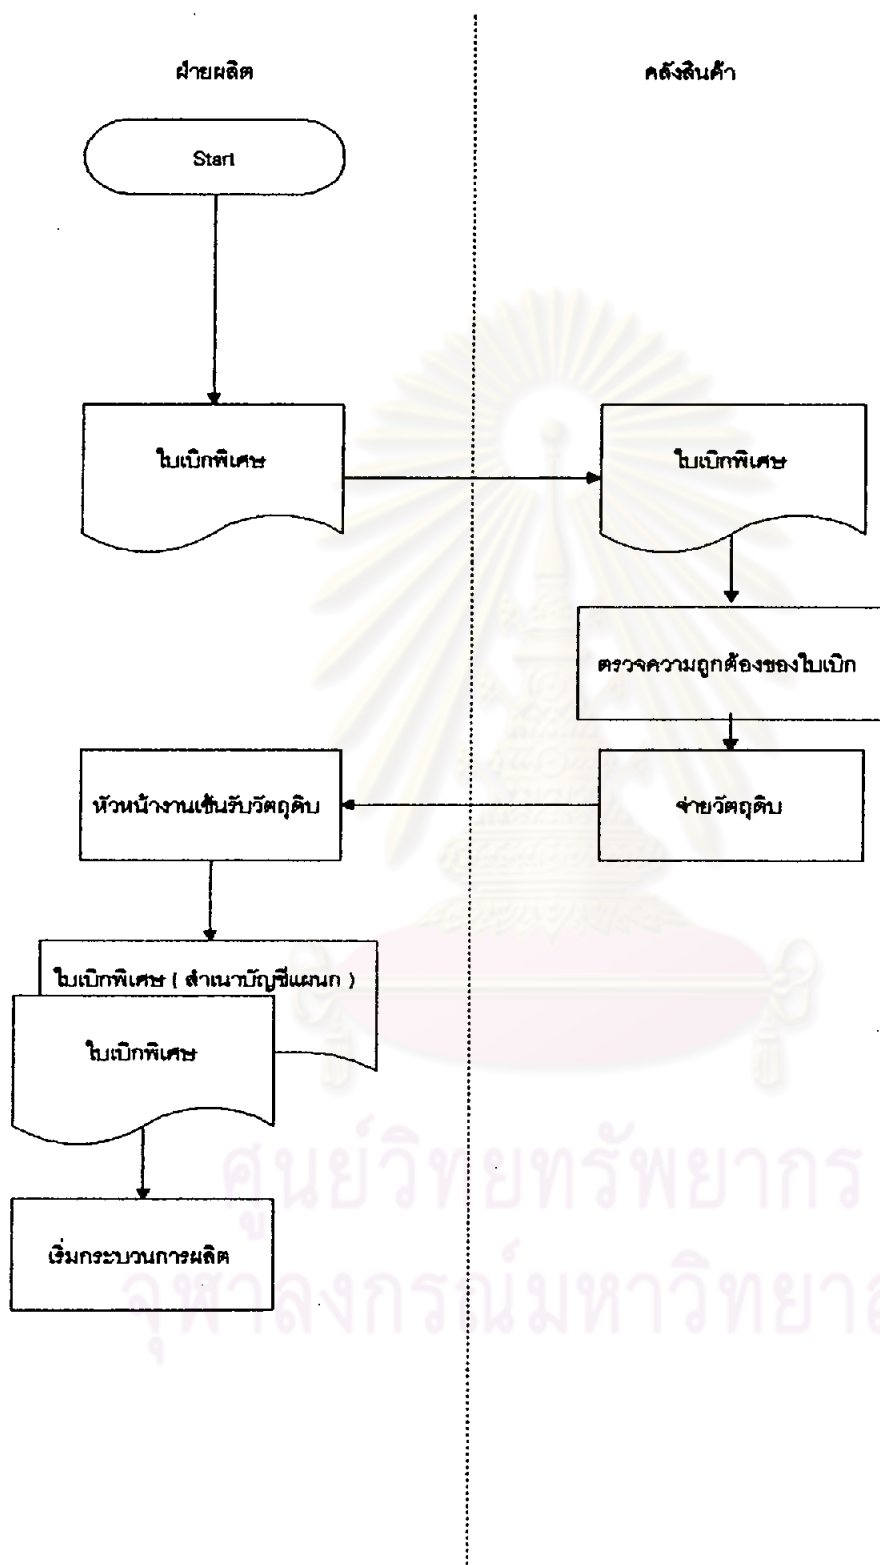 ฝ่ายผลิต
คลังสินค้า
Start
ใบเบิกพิเศษ
ใบเบิกพิเศษ
ตรวจความถูกต้องของใบเบิก
หัวหน้างานเซ็นรับวัตถุดิบ
จ่ายวัตถุดิบ
ใบเบิกพิเศษ ( สำเนาบัญชีแผนก )
ใบเบิกพิเศษ
เริ่มกระบวนการผลิต
ศูนย์วิทยทรัพยากร
จุฬาลงกรณ์มหาวิทยาล